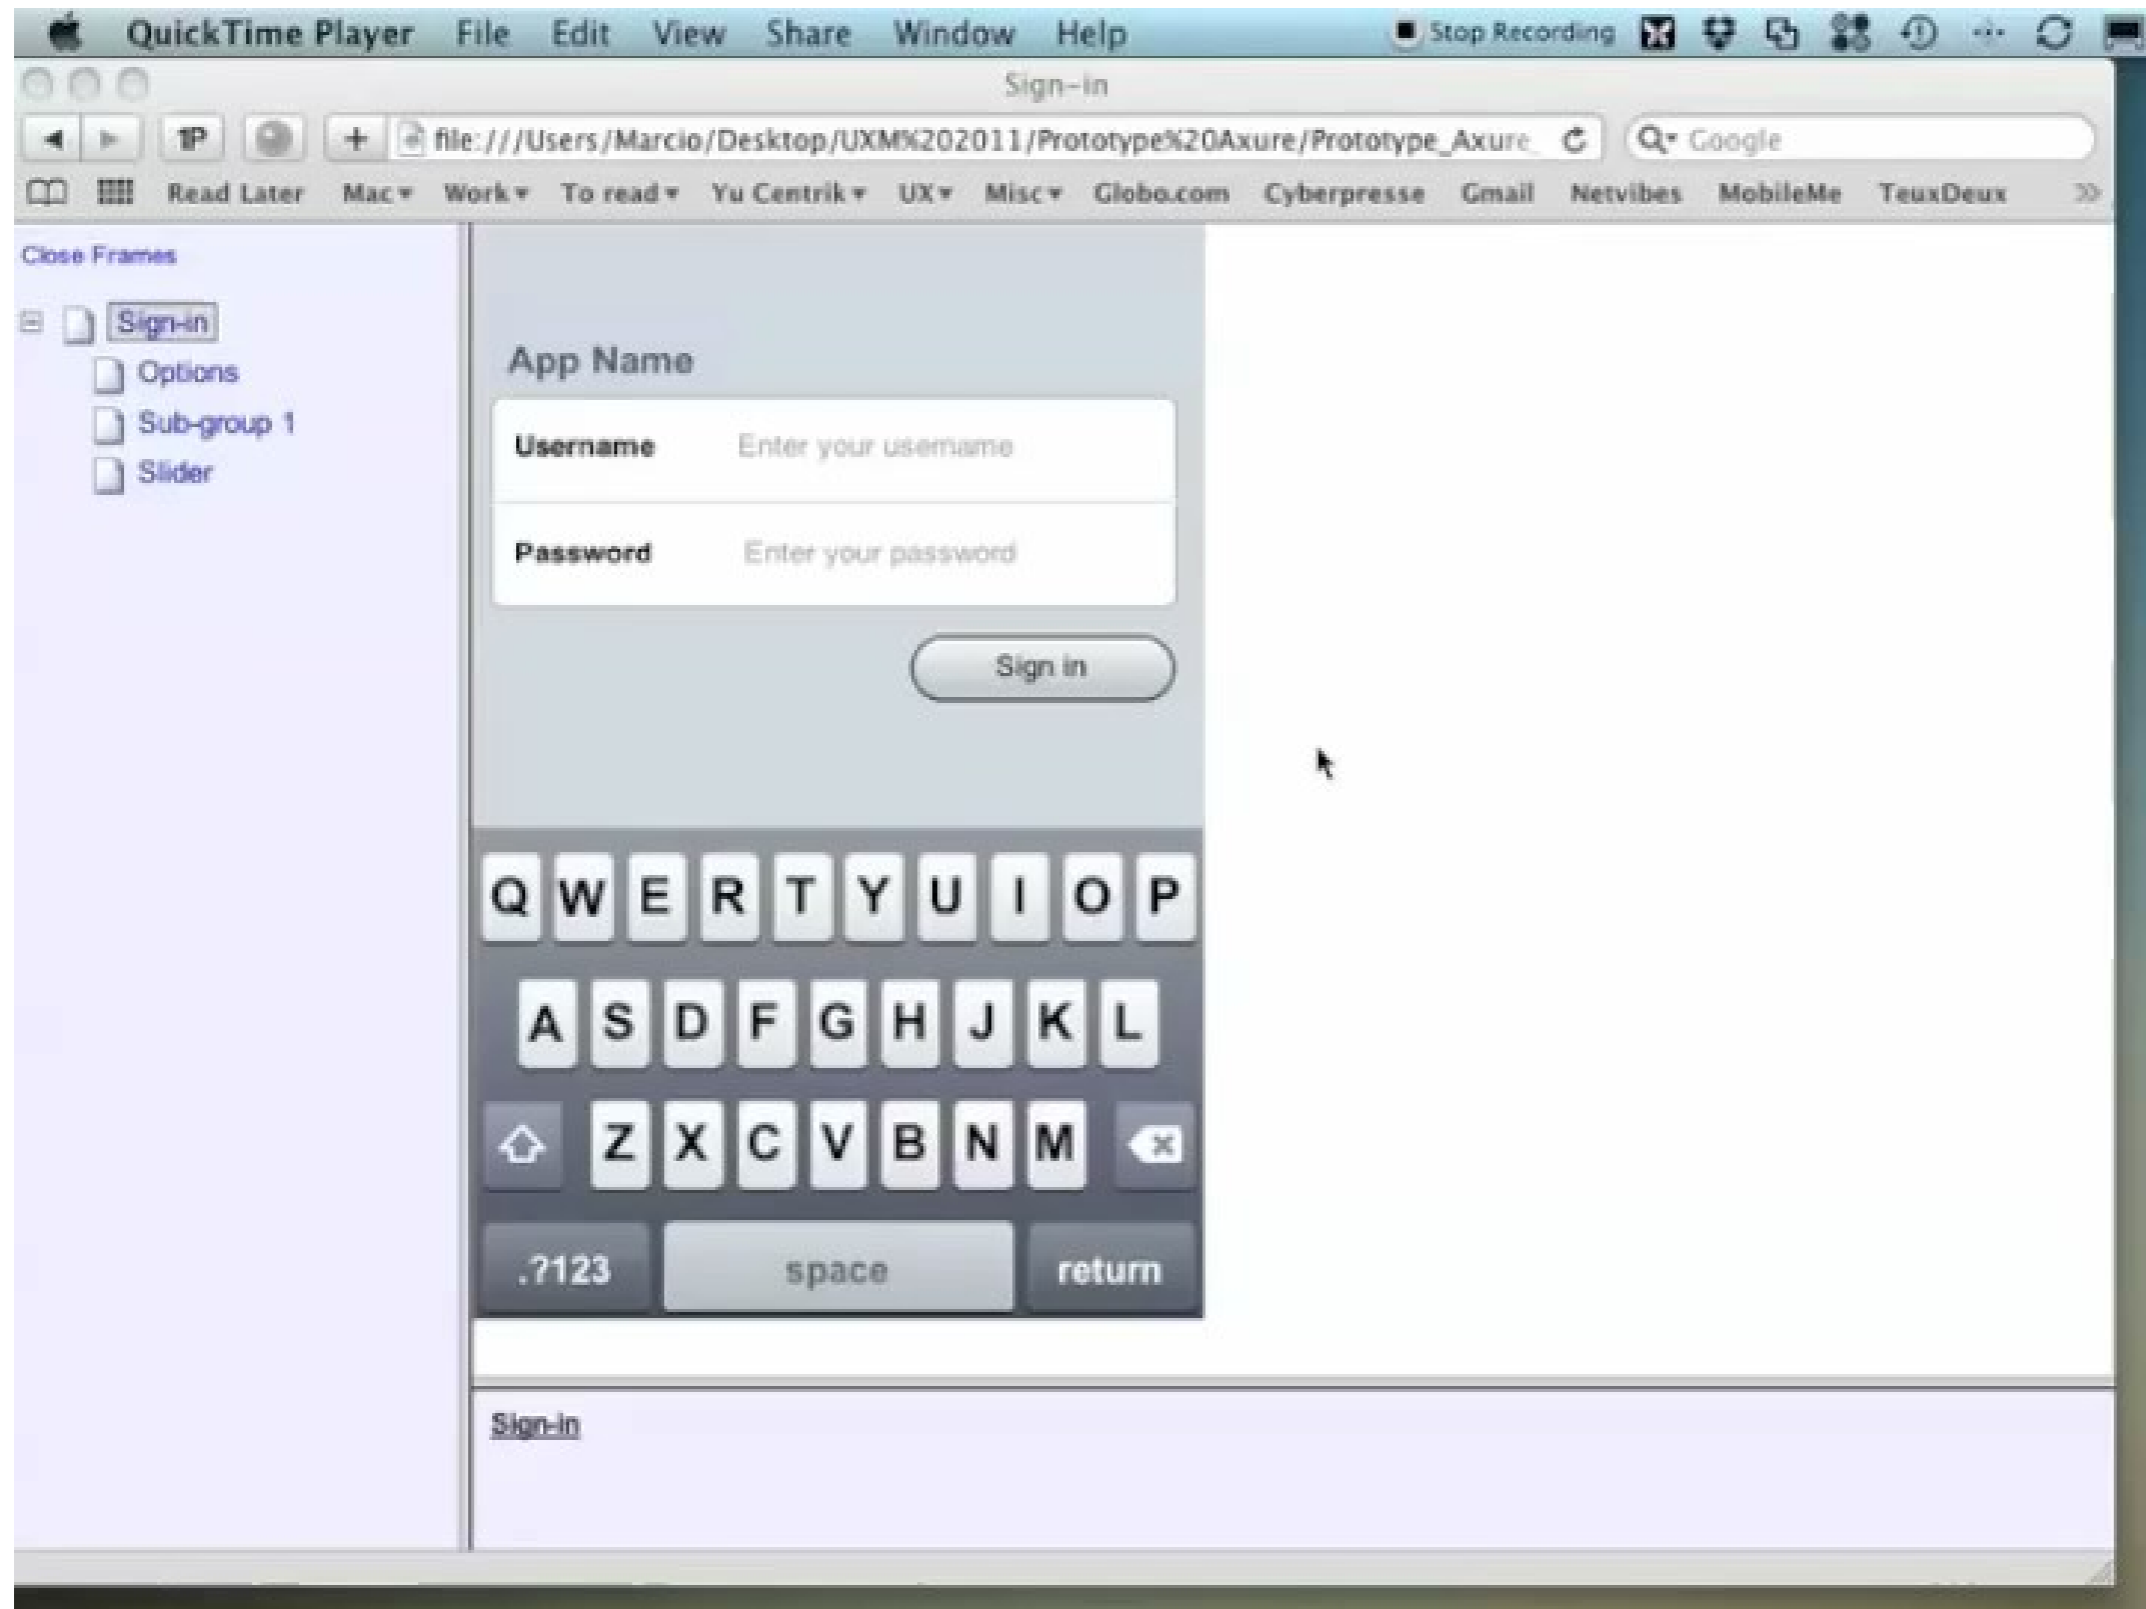 QuickTime Player File Edit View Share Window Help Stop Recording
Sign-in
1P + file:///Users/Marcio/Desktop/UXM%202011/Prototype%20Axure/Prototype_Axure_ Google
Read Later Mac Work To read Yu Centrik UX Misc Globo.com Cyberpresse Gmail Netvibes MobileMe TeuxDeux
Close Frames
Sign-in
Options
Sub-group 1
Slider
App Name
Username Enter your username
Password Enter your password
Sign in
Q W E R T Y U I O P
A S D F G H J K L
Z X C V B N M
.?123 space return
Sign-in